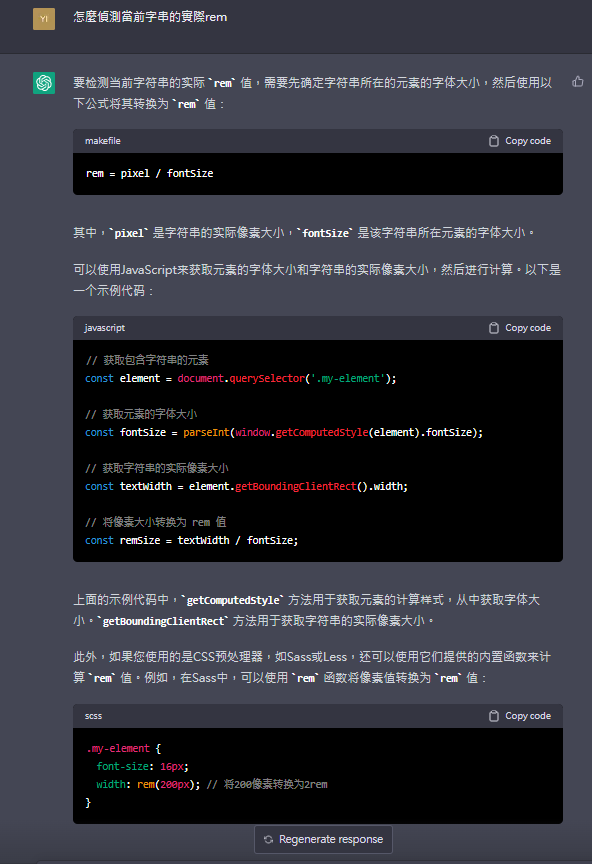 YI
怎麼偵測當前字串的實際rem
要检测当前字符串的实际 `rem` 值，需要先确定字符串所在的元素的字体大小，然后使用以
下公式将其转换为 `rem` 值：
makefile
Copy code
rem = pixel / fontSize
其中，`pixel` 是字符串的实际像素大小，`fontSize` 是该字符串所在元素的字体大小。
可以使用JavaScript来获取元素的字体大小和字符串的实际像素大小，然后进行计算。以下是
一个示例代码：
javascript
Copy code
// 获取包含字符串的元素
const element = document.querySelector('.my-element');
// 获取元素的字体大小
const fontSize = parseInt(window.getComputedStyle(element).fontSize);
// 获取字符串的实际像素大小
const textWidth = element.getBoundingClientRect().width;
// 将像素大小转换为 rem 值
const remSize = textWidth / fontSize;
上面的示例代码中，`getComputedStyle` 方法用于获取元素的计算样式，从中获取字体大
小。`getBoundingClientRect` 方法用于获取字符串的实际像素大小。
此外，如果您使用的是CSS预处理器，如Sass或Less，还可以使用它们提供的内置函数来计
算 `rem` 值。例如，在Sass中，可以使用 `rem` 函数将像素值转换为 `rem` 值：
scss
Copy code
.my-element {
font-size: 16px;
width: rem(200px); // 将200像素转换为2rem
}
Regenerate response